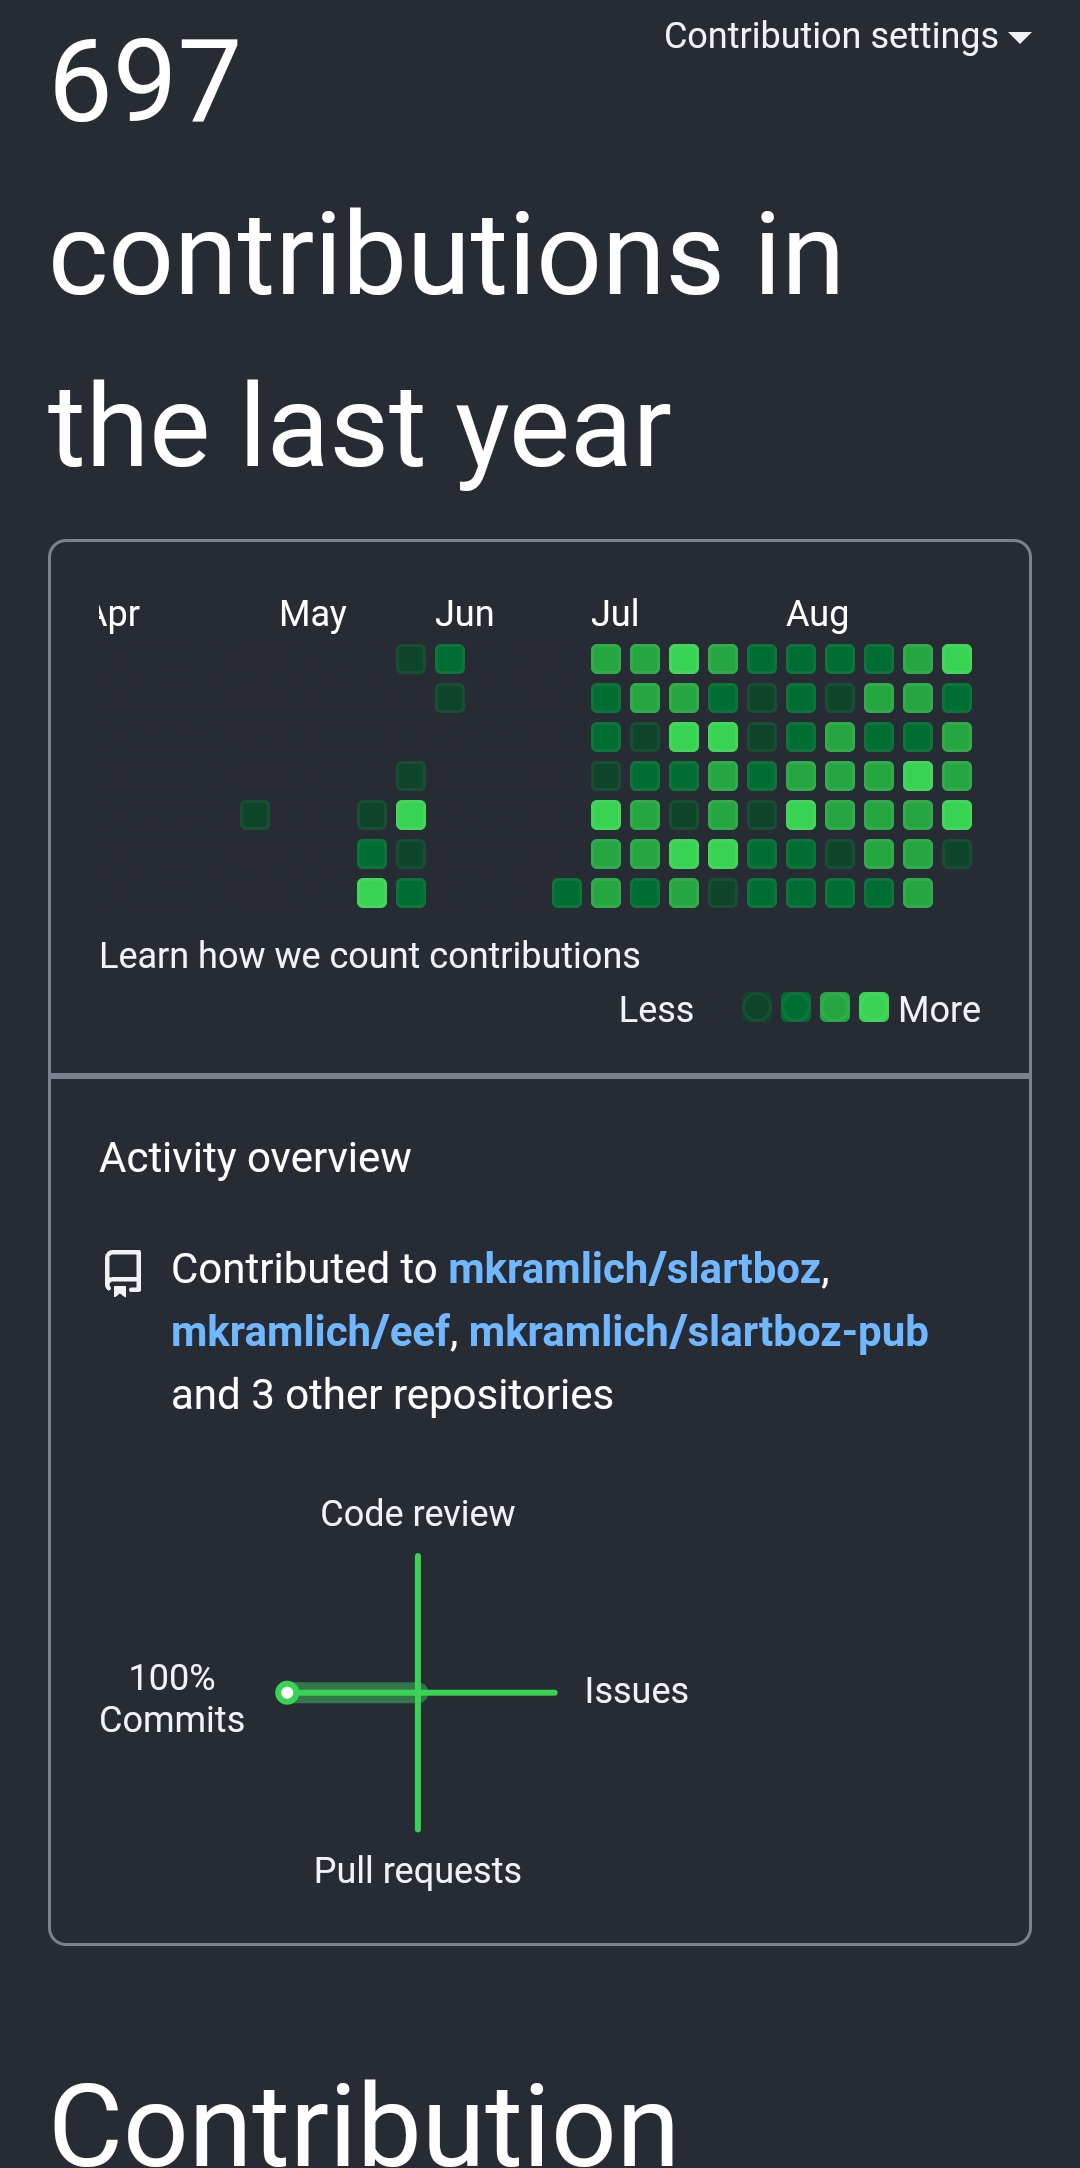 697
contributions in
the last year
Contribution settings
Apr May Jun Jul Aug
Learn how we count contributions
Less More
Activity overview
Contributed to mkramlich/slartboz,
mkramlich/eef, mkramlich/slartboz-pub
and 3 other repositories
Code review
100%
Commits
Issues
Pull requests
Contribution